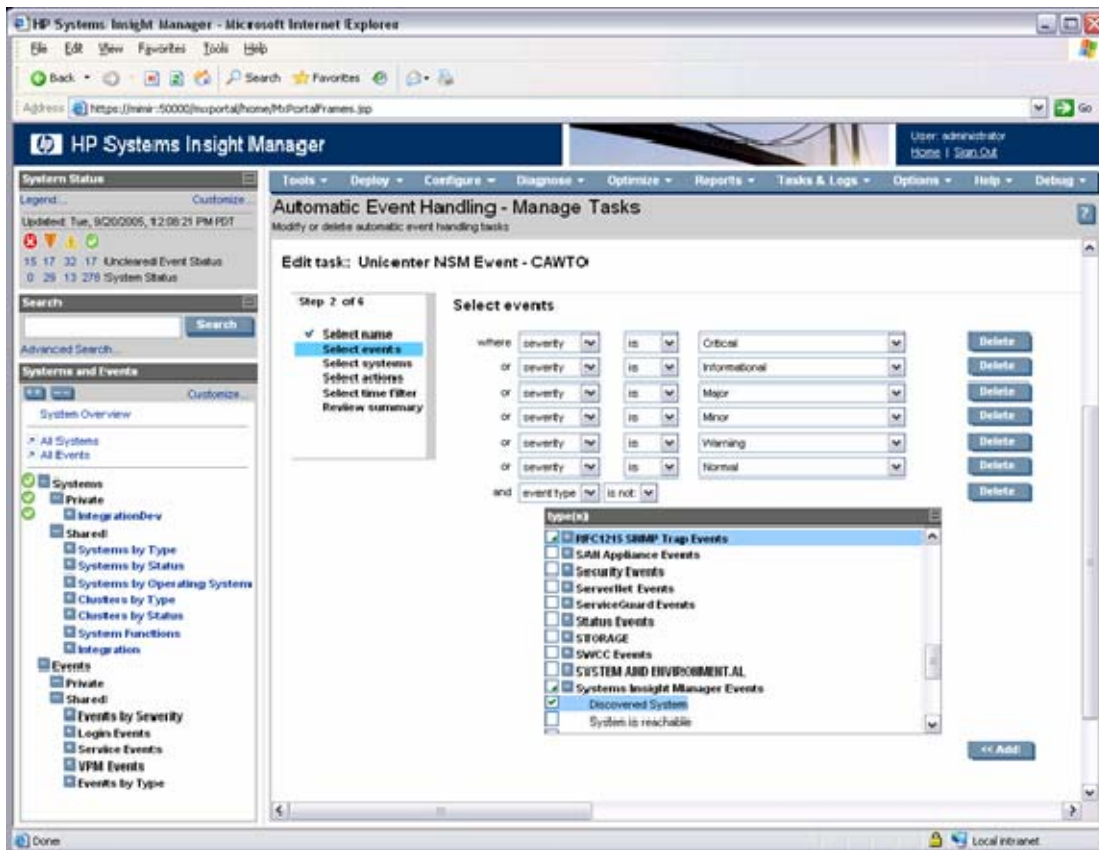 HP Systems Insight Manager - Microsoft Internet Explorer
File Edit View Favorites Tools Help
Back Search Favorites
Address https://mimir:50000/mxportal/home/MxPortalFrames.jsp Go
hp HP Systems Insight Manager
User: administrator
Home | Sign Out
System Status
Legend... Customize...
Updated: Tue, 9/20/2005, 12:08:21 PM PDT
15 17 32 17 Uncleared Event Status
0 29 13 276 System Status
Search
Search
Advanced Search...
Systems and Events
Customize...
System Overview
All Systems
All Events
Systems
Private
IntegrationDev
Shared
Systems by Type
Systems by Status
Systems by Operating System
Clusters by Type
Clusters by Status
System Functions
Integration
Events
Private
Shared
Events by Severity
Login Events
Service Events
VPM Events
Events by Type
Tools Deploy Configure Diagnose Optimize Reports Tasks & Logs Options Help Debug
Automatic Event Handling - Manage Tasks
?
Modify or delete automatic event handling tasks
Edit task: Unicenter NSM Event - CAWTO
Step 2 of 6
Select name
Select events
Select systems
Select actions
Select time filter
Review summary
Select events
where severity is Critical Delete
or severity is Informational Delete
or severity is Major Delete
or severity is Minor Delete
or severity is Warning Delete
or severity is Normal Delete
and event type is not Delete
type(s)
RFC1215 SNMP Trap Events
SAN Appliance Events
Security Events
ServerNet Events
ServiceGuard Events
Status Events
STORAGE
SWCC Events
SYSTEM AND ENVIRONMENT.AL
Systems Insight Manager Events
Discovered System
System is reachable
<< Add
Done Local intranet